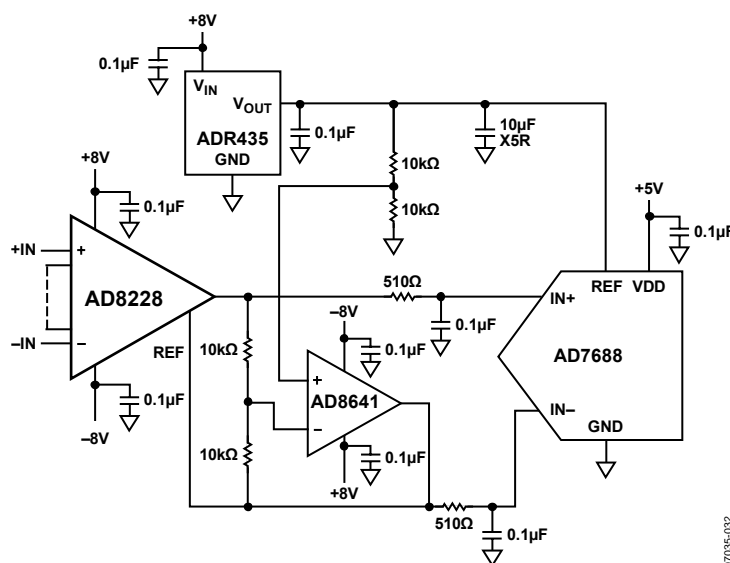 +8V
0.1µF
VIN
VOUT
ADR435
GND
0.1µF
10µF
X5R
10kΩ
10kΩ
+8V
0.1µF
+5V
0.1µF
+IN
+
AD8228
–IN
–
REF
0.1µF
–8V
510Ω
0.1µF
REF VDD
IN+
AD7688
IN–
GND
10kΩ
10kΩ
–8V
0.1µF
+
AD8641
–
0.1µF
+8V
510Ω
0.1µF
07035-032